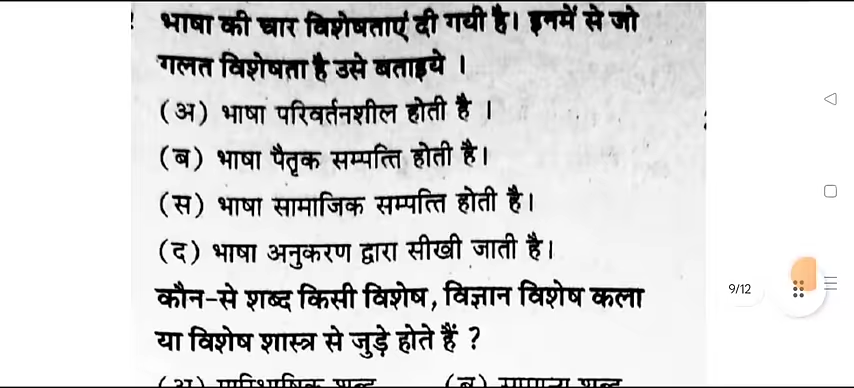 भाषा की चार विशेषताएं दी गयी है। इनमें से जो
गलत विशेषता है उसे बताइये ।
(अ) भाषा परिवर्तनशील होती है ।
(ब) भाषा पैतृक सम्पत्ति होती है।
(स) भाषा सामाजिक सम्पत्ति होती है।
(द) भाषा अनुकरण द्वारा सीखी जाती है।
कौन-से शब्द किसी विशेष, विज्ञान विशेष कला
या विशेष शास्त्र से जुड़े होते हैं ?
9/12